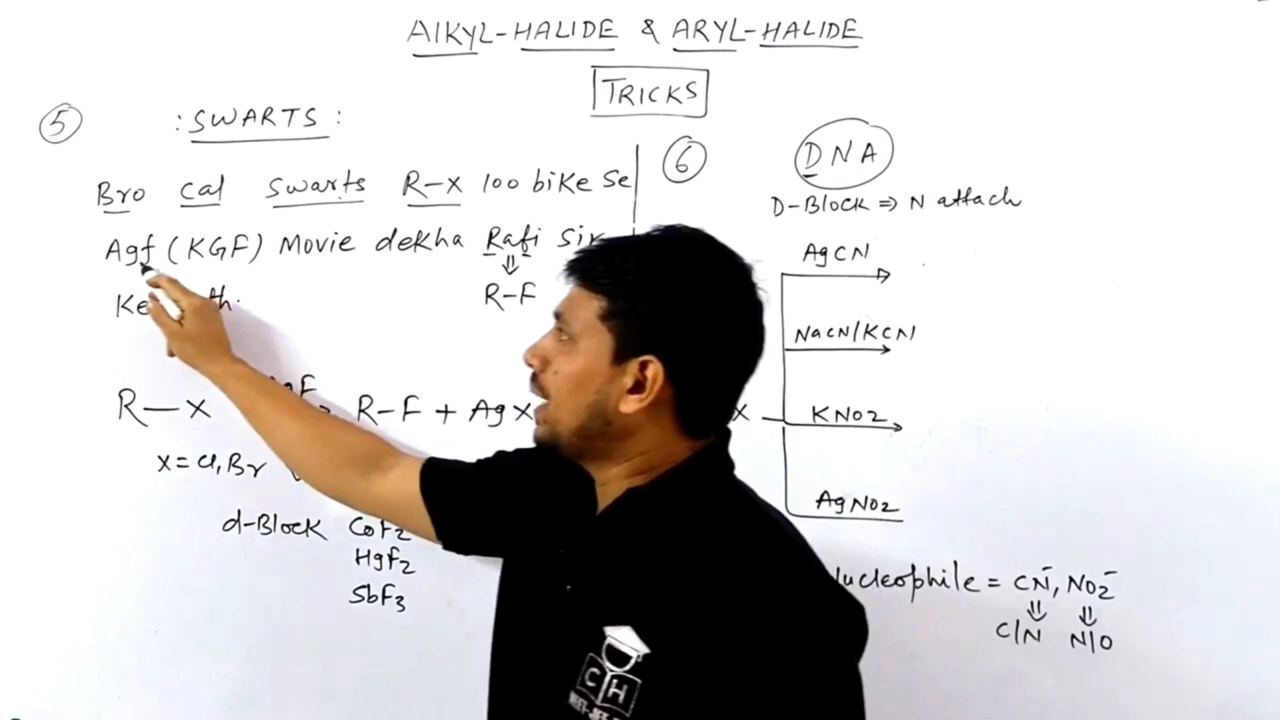 AlKyL-HALIDE & ARYL-HALIDE
TRICKS
5 : SWARTS :
Bro cal Swarts R-X 100 biKe Se
Agf (KGF) Movie dekha Rafi Sir
⇓
R-F
R-X R-F + AgX
X = Cl, Br
d-Block CoF2
HgF2
SbF3
6 DNA
D-BLOCK ⇒ N attach
AgCN
NaCN/KCN
X KNO2
AgNO2
Nucleophile = CN⁻, NO2⁻
⇓ ⇓
C/N N/O
CH